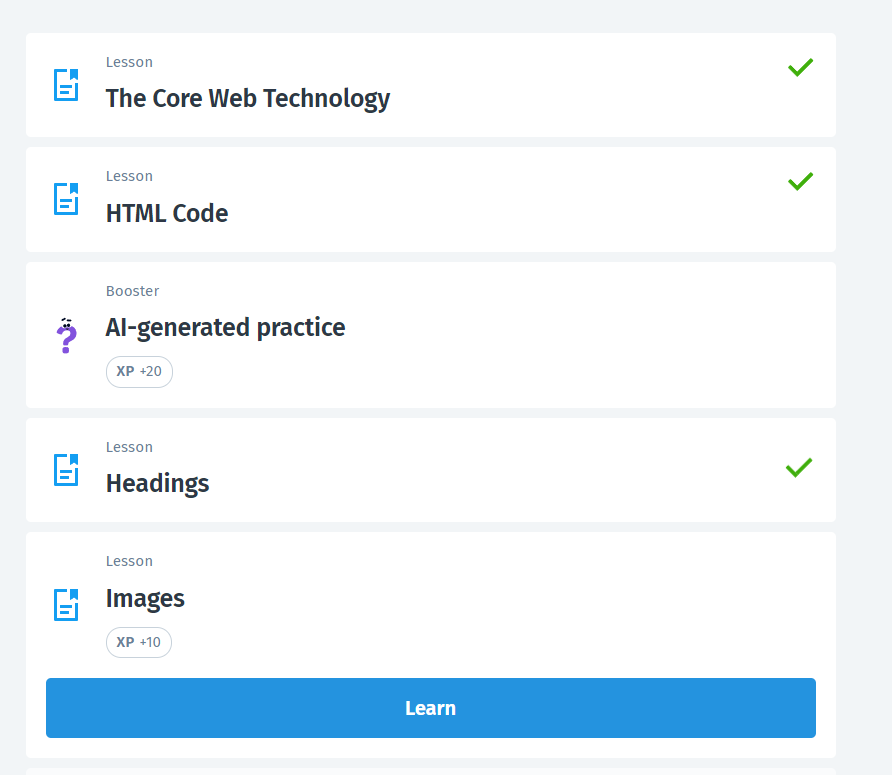 Lesson
The Core Web Technology
Lesson
HTML Code
Booster
AI-generated practice
XP +20
Lesson
Headings
Lesson
Images
XP +10
Learn